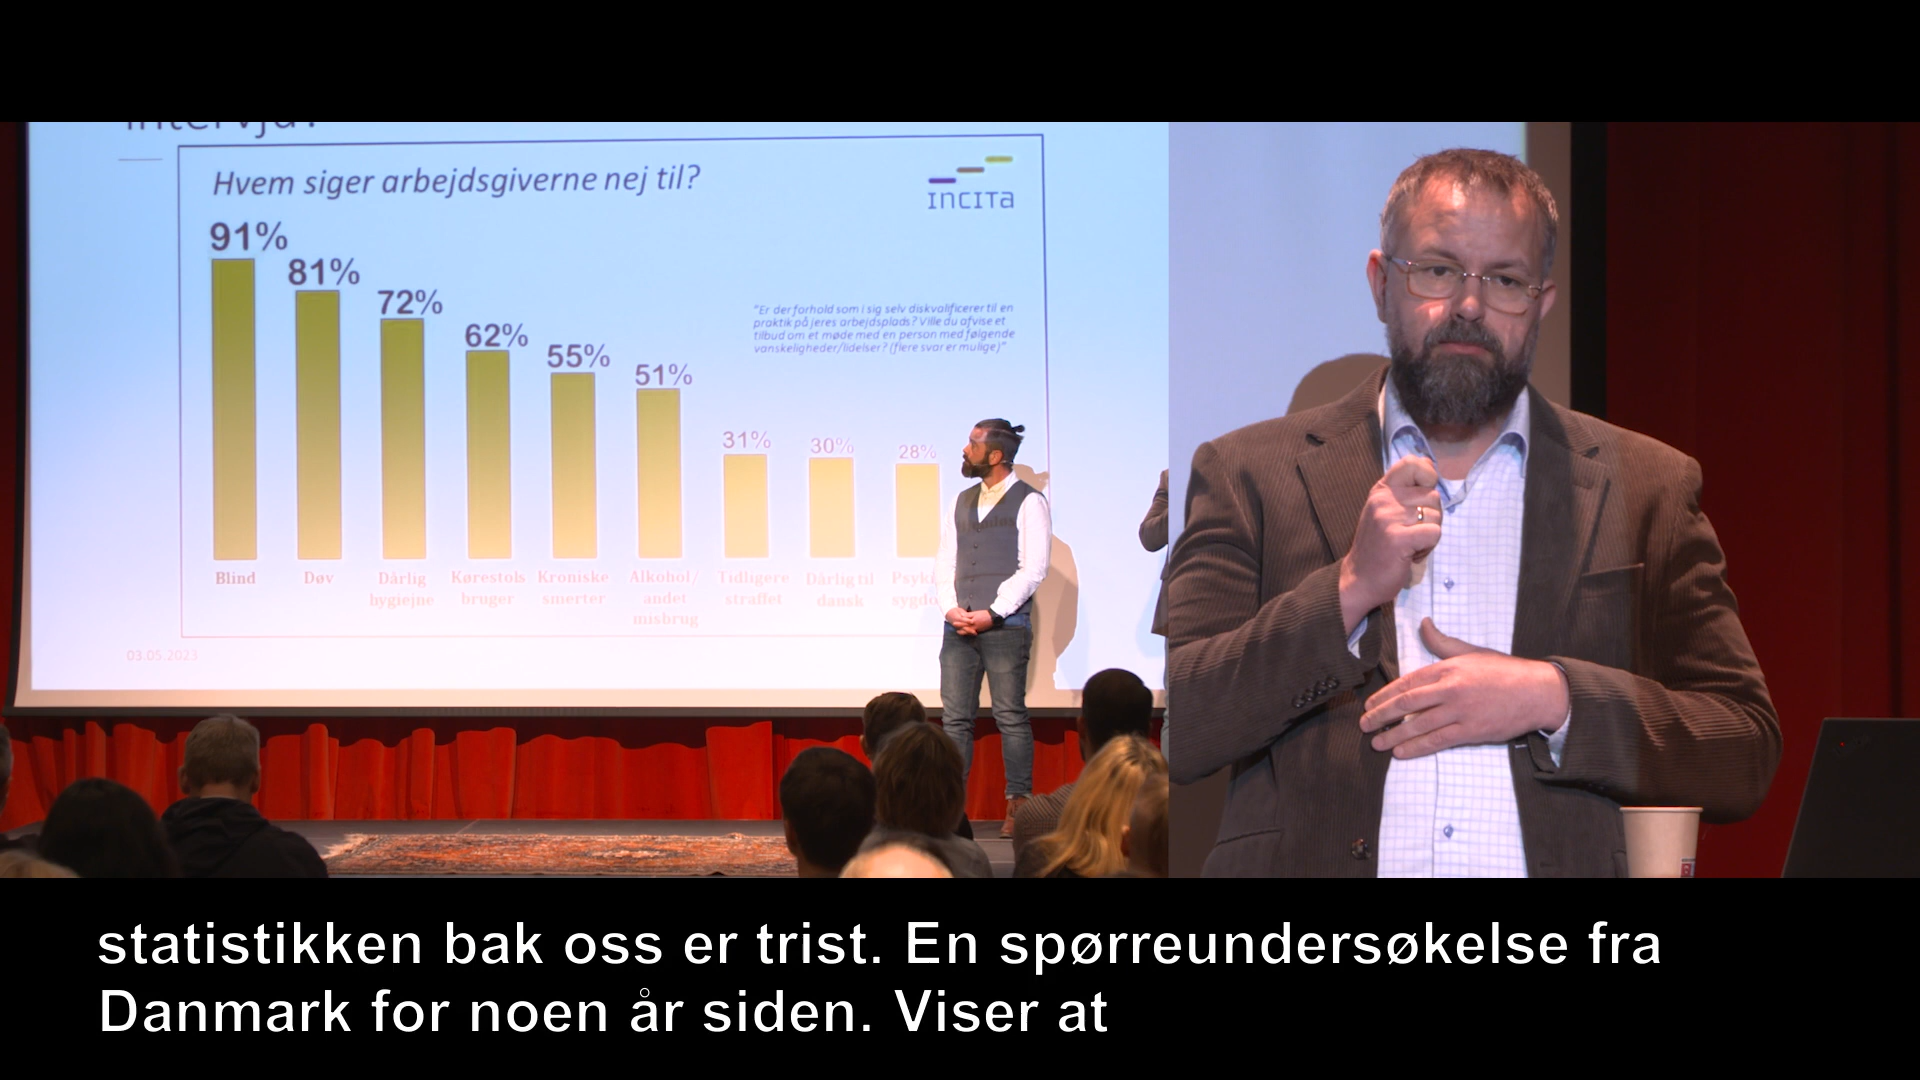 Hvem siger arbejdsgiverne nej til?
INCITA
91%
81%
72%
62%
55%
51%
31%
30%
28%
"Er der forhold som i sig selv diskvalificerer til en
praktik på jeres arbejdsplads? Ville du afvise et
tilbud om et møde med en person med følgende
vanskeligheder/lidelser? (flere svar er mulige)"
Blind
Døv
Dårlig
hygiejne
Kørestols
bruger
Kroniske
smerter
Alkohol/
andet
misbrug
Tidligere
straffet
Dårlig til
dansk
03.05.2023
statistikken bak oss er trist. En spørreundersøkelse fra
Danmark for noen år siden. Viser at